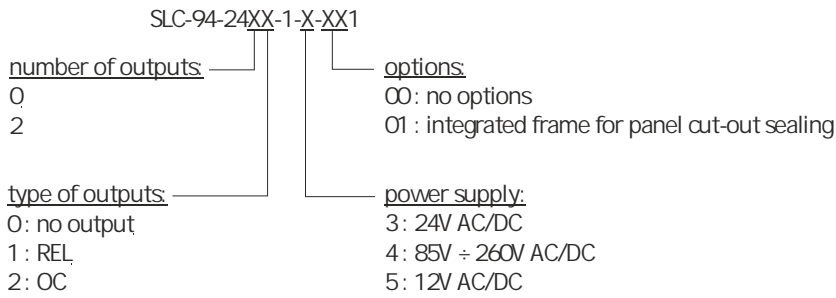 SLC-94-24XX-1-X-XX1
number of outputs:
0
2
options:
00 : no options
01 : integrated frame for panel cut-out sealing
type of outputs:
0 : no output
1 : REL
2 : OC
power supply:
3 : 24V AC/DC
4 : 85V ÷ 260V AC/DC
5 : 12V AC/DC